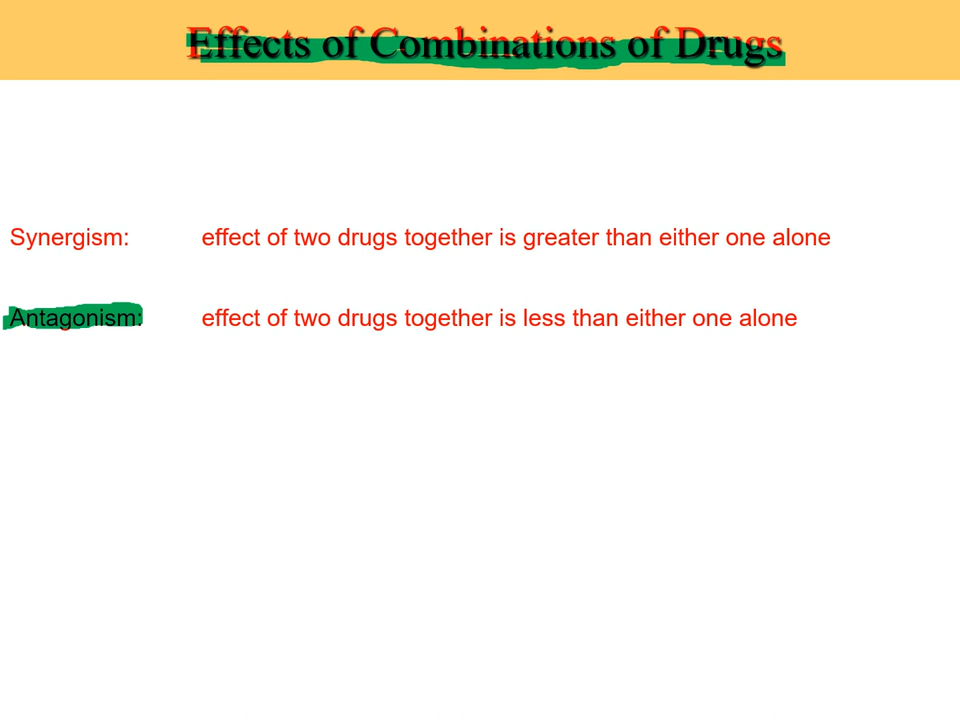 Effects of Combinations of Drugs
Synergism: effect of two drugs together is greater than either one alone
Antagonism: effect of two drugs together is less than either one alone